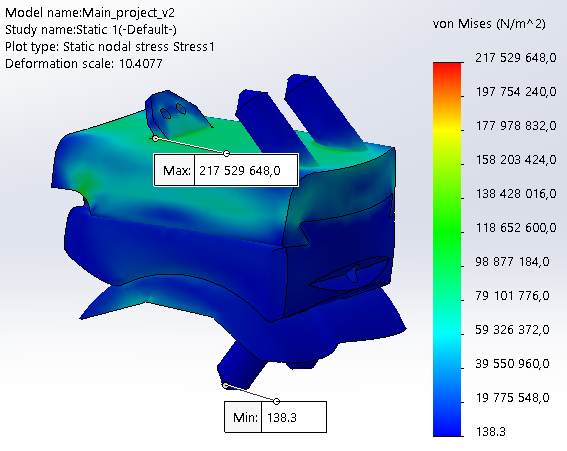 Model name:Main_project_v2
Study name:Static 1(-Default-)
Plot type: Static nodal stress Stress1
Deformation scale: 10.4077
von Mises (N/m^2)
217 529 648,0
197 754 240,0
177 978 832,0
158 203 424,0
138 428 016,0
118 652 600,0
98 877 184,0
79 101 776,0
59 326 372,0
39 550 960,0
19 775 548,0
138.3
Max: 217 529 648,0
Min: 138.3